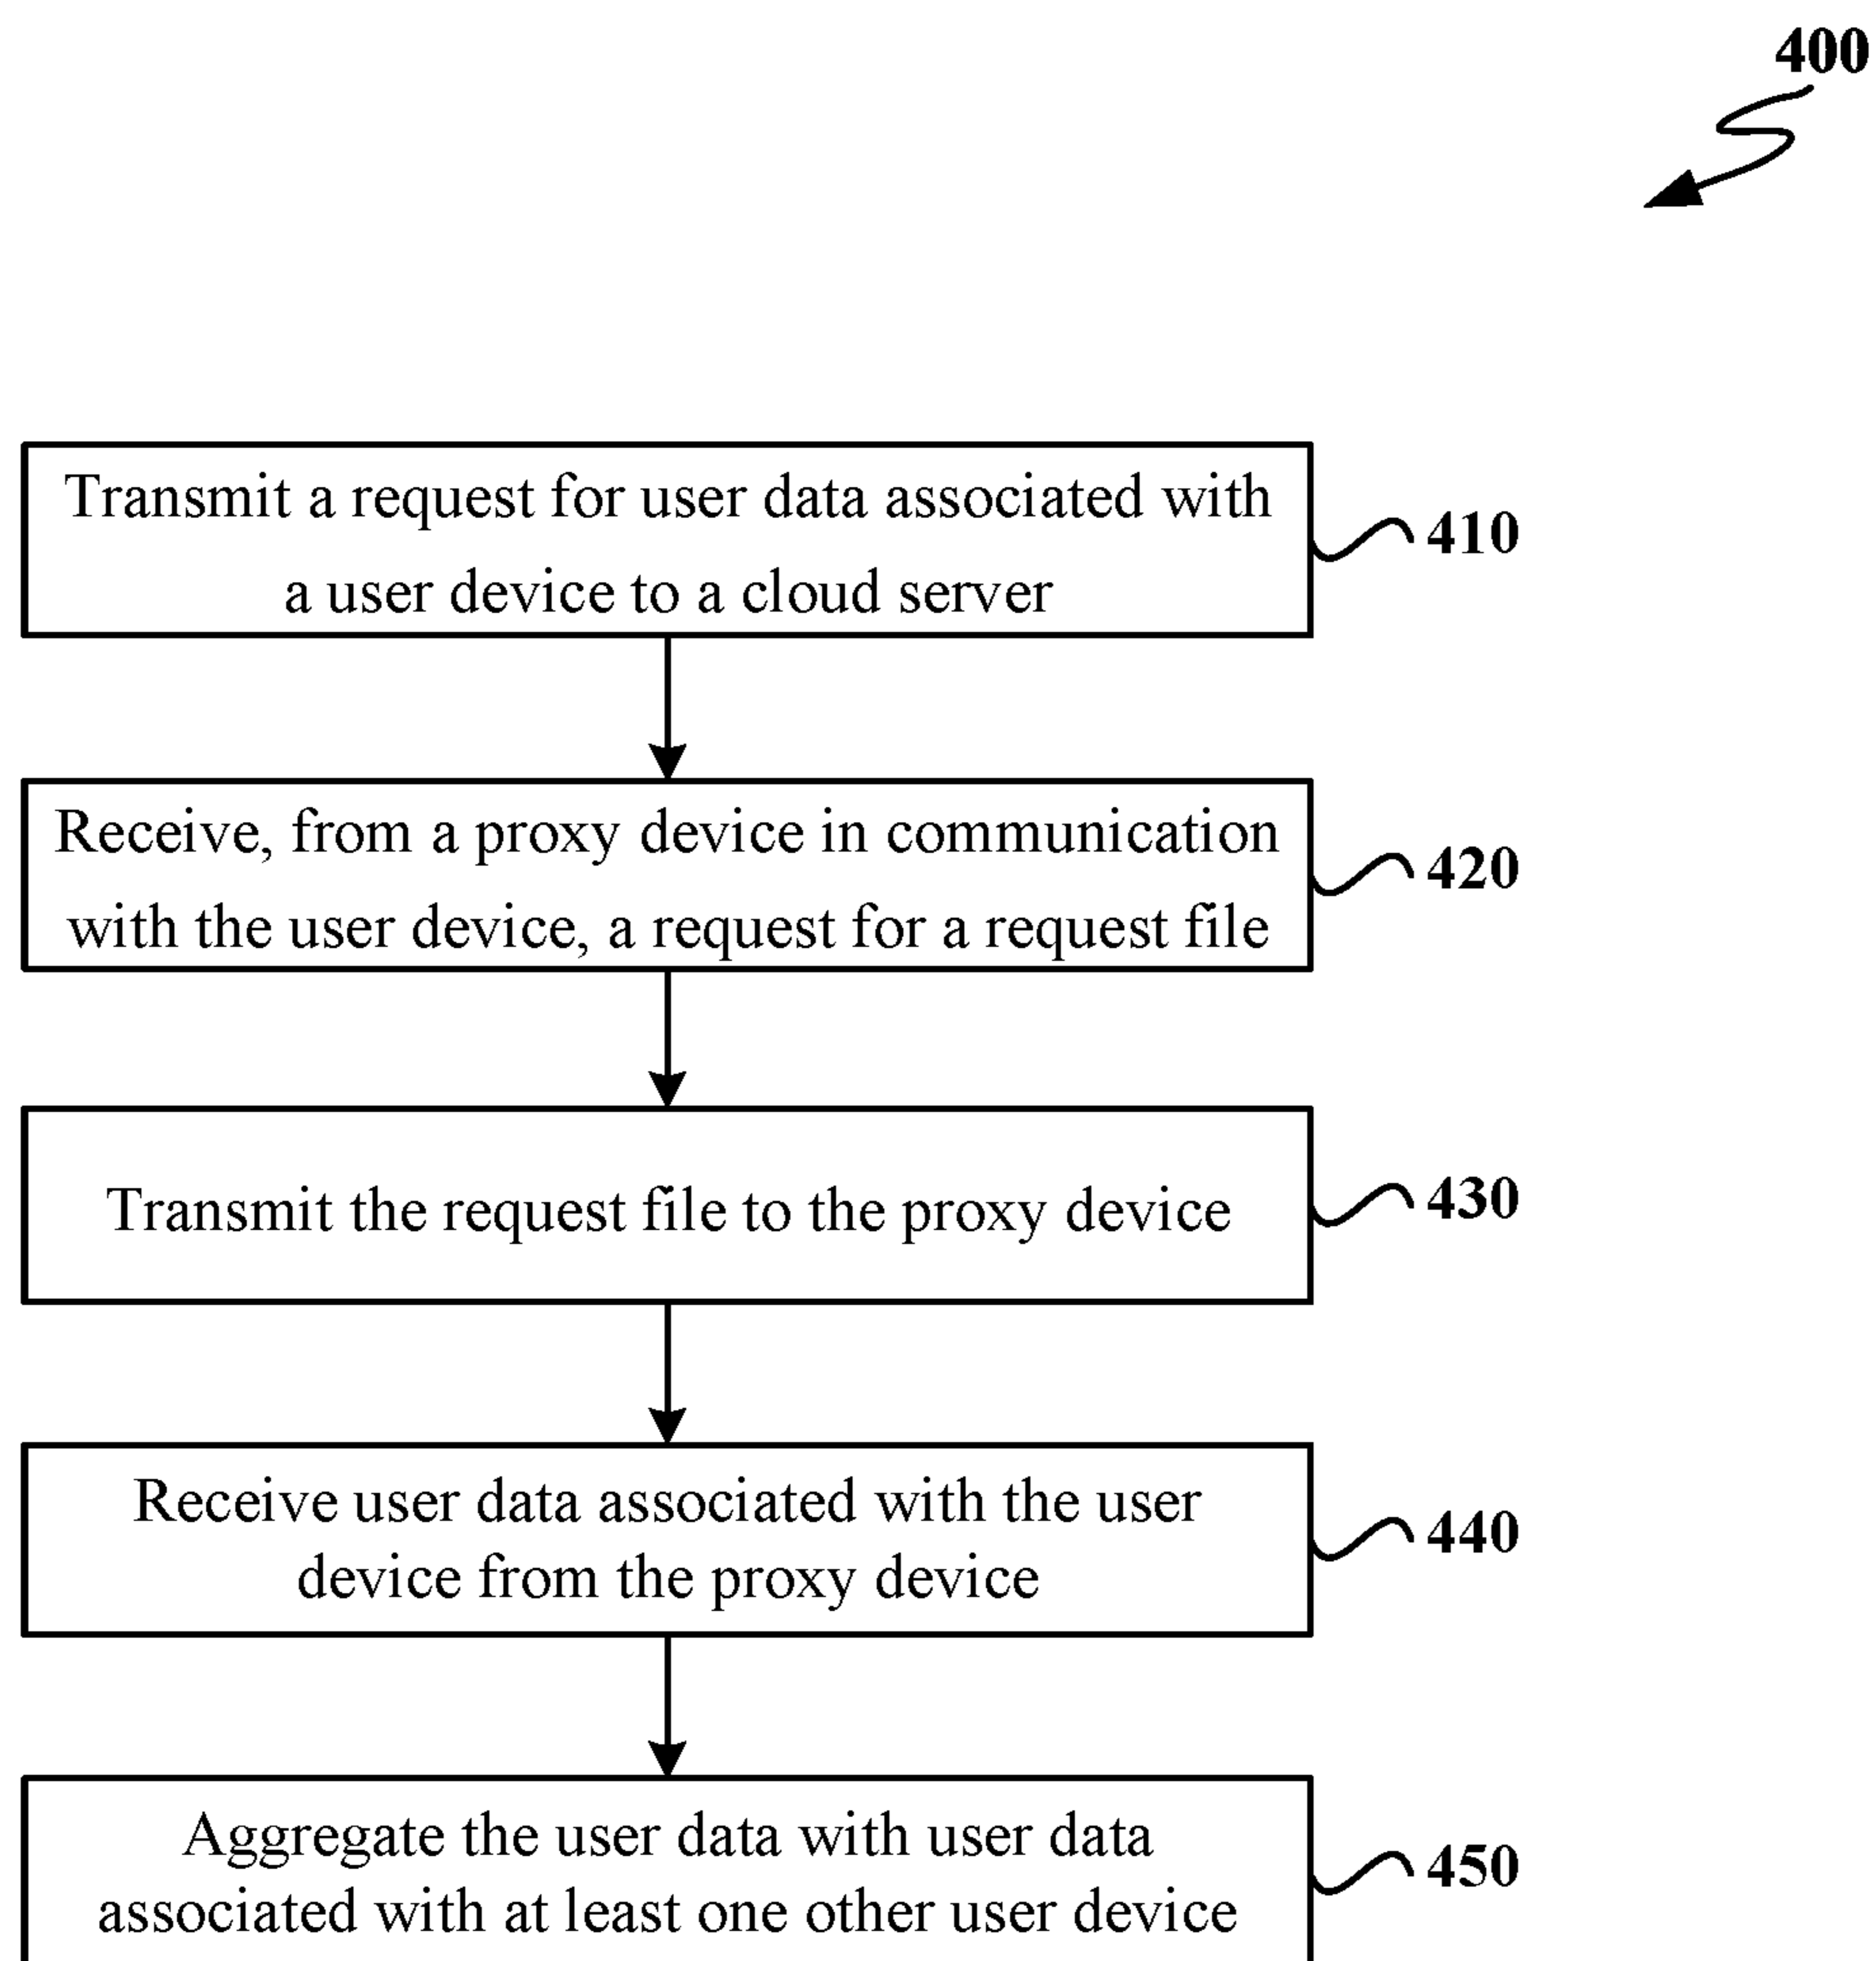 400
Transmit a request for user data associated with
a user device to a cloud server
410
Receive, from a proxy device in communication
with the user device, a request for a request file
420
Transmit the request file to the proxy device
430
Receive user data associated with the user
device from the proxy device
440
Aggregate the user data with user data
associated with at least one other user device
450